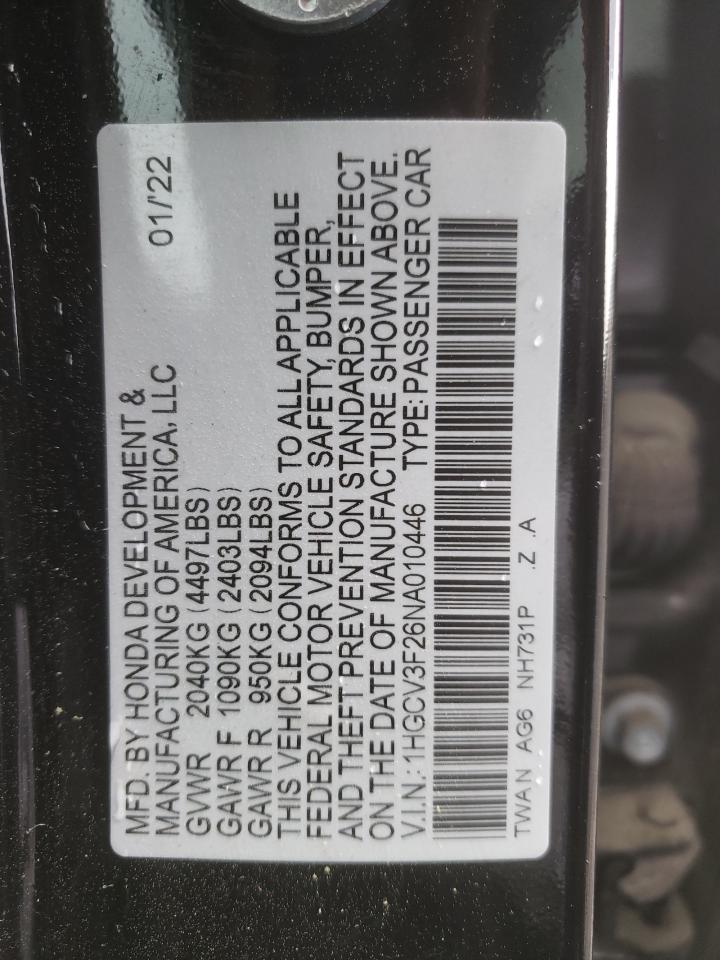 MFD. BY HONDA DEVELOPMENT &
MANUFACTURING OF AMERICA, LLC 01/'22
GVWR 2040KG (4497LBS)
GAWR F 1090KG (2403LBS)
GAWR R 950KG (2094LBS)
THIS VEHICLE CONFORMS TO ALL APPLICABLE
FEDERAL MOTOR VEHICLE SAFETY, BUMPER,
AND THEFT PREVENTION STANDARDS IN EFFECT
ON THE DATE OF MANUFACTURE SHOWN ABOVE.
V.I.N.: 1HGCV3F26NA010446 TYPE: PASSENGER CAR
TWAN AG6 NH731P .Z .A